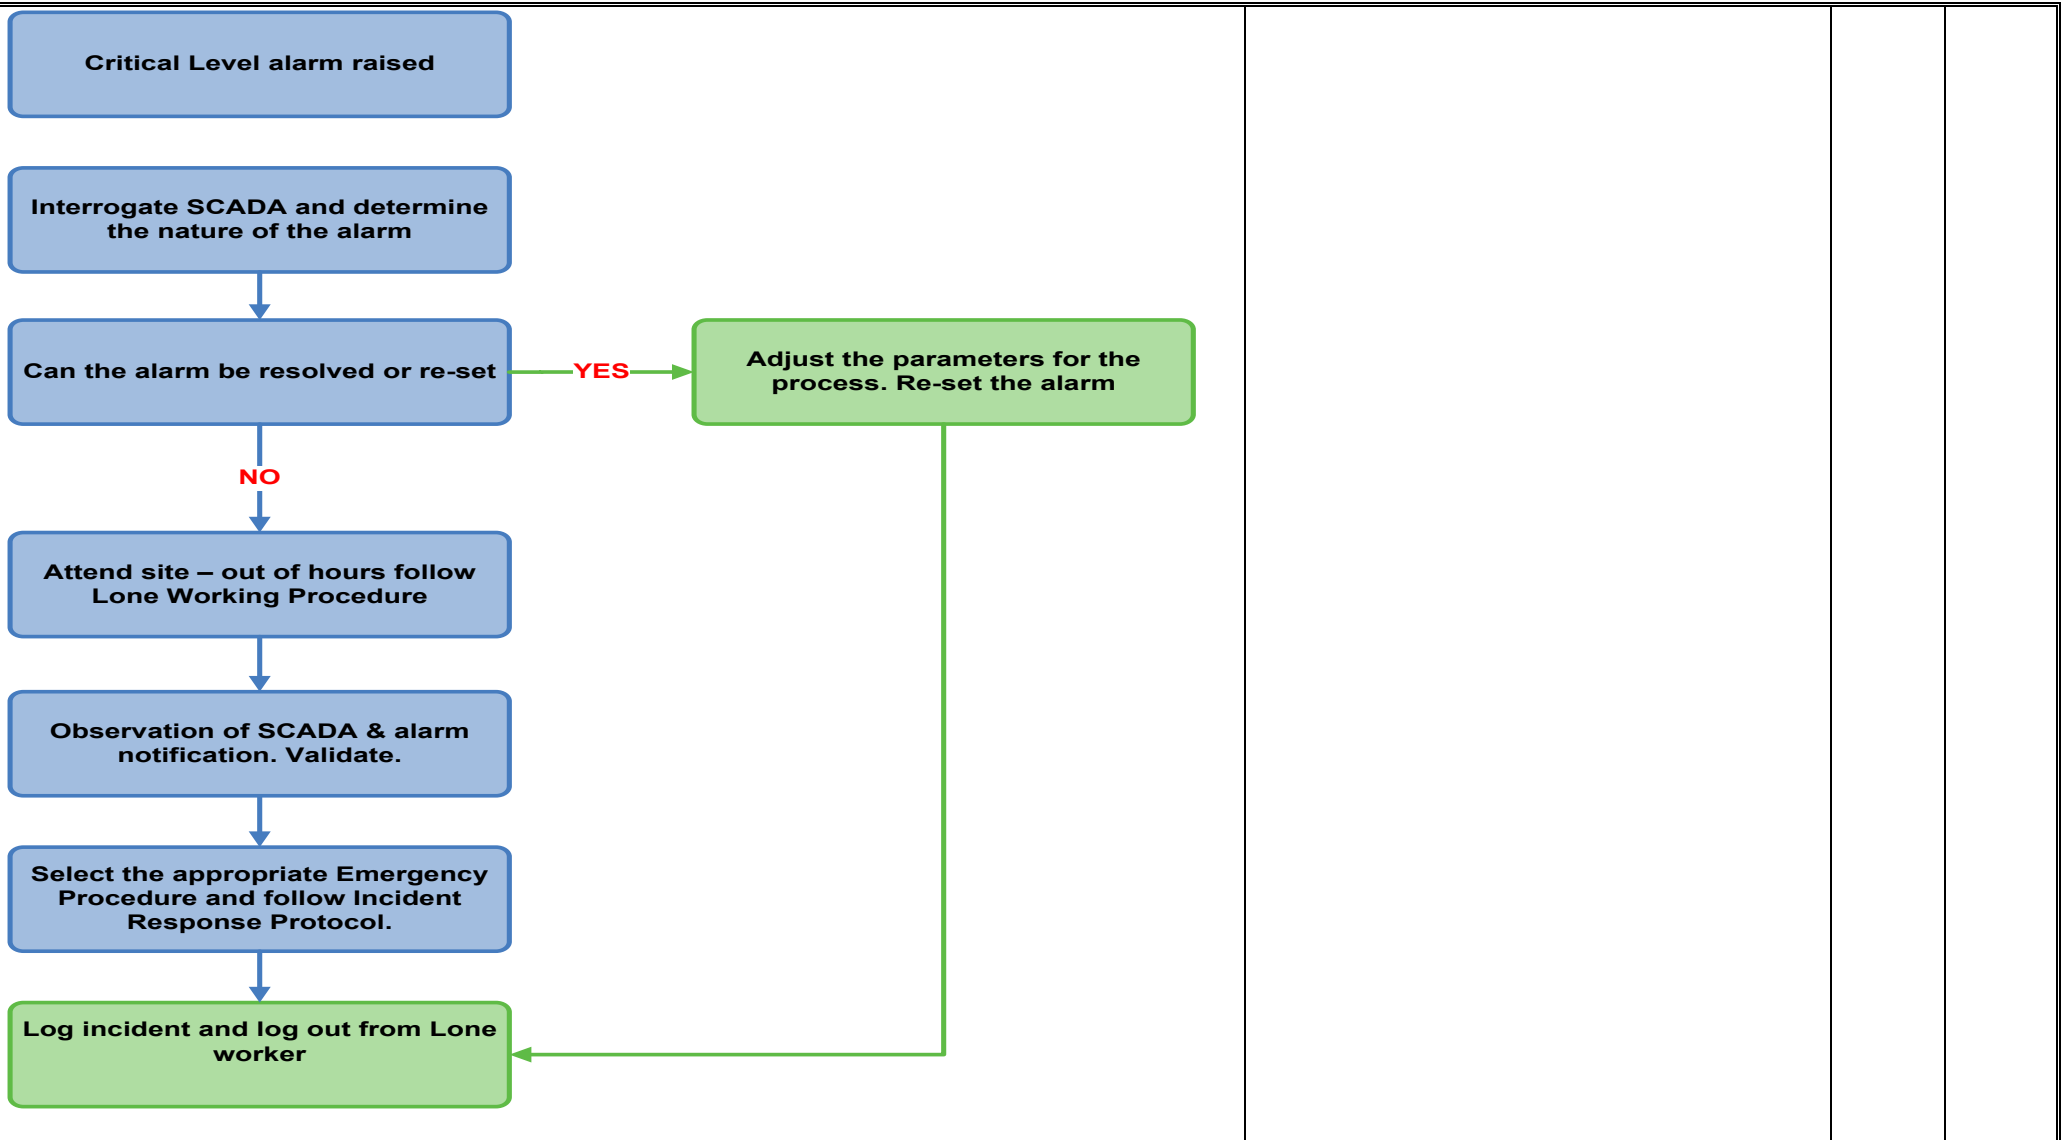 Critical Level alarm raised
Interrogate SCADA and determine
the nature of the alarm
Can the alarm be resolved or re-set
YES
Adjust the parameters for the
process. Re-set the alarm
NO
Attend site – out of hours follow
Lone Working Procedure
Observation of SCADA & alarm
notification. Validate.
Select the appropriate Emergency
Procedure and follow Incident
Response Protocol.
Log incident and log out from Lone
worker